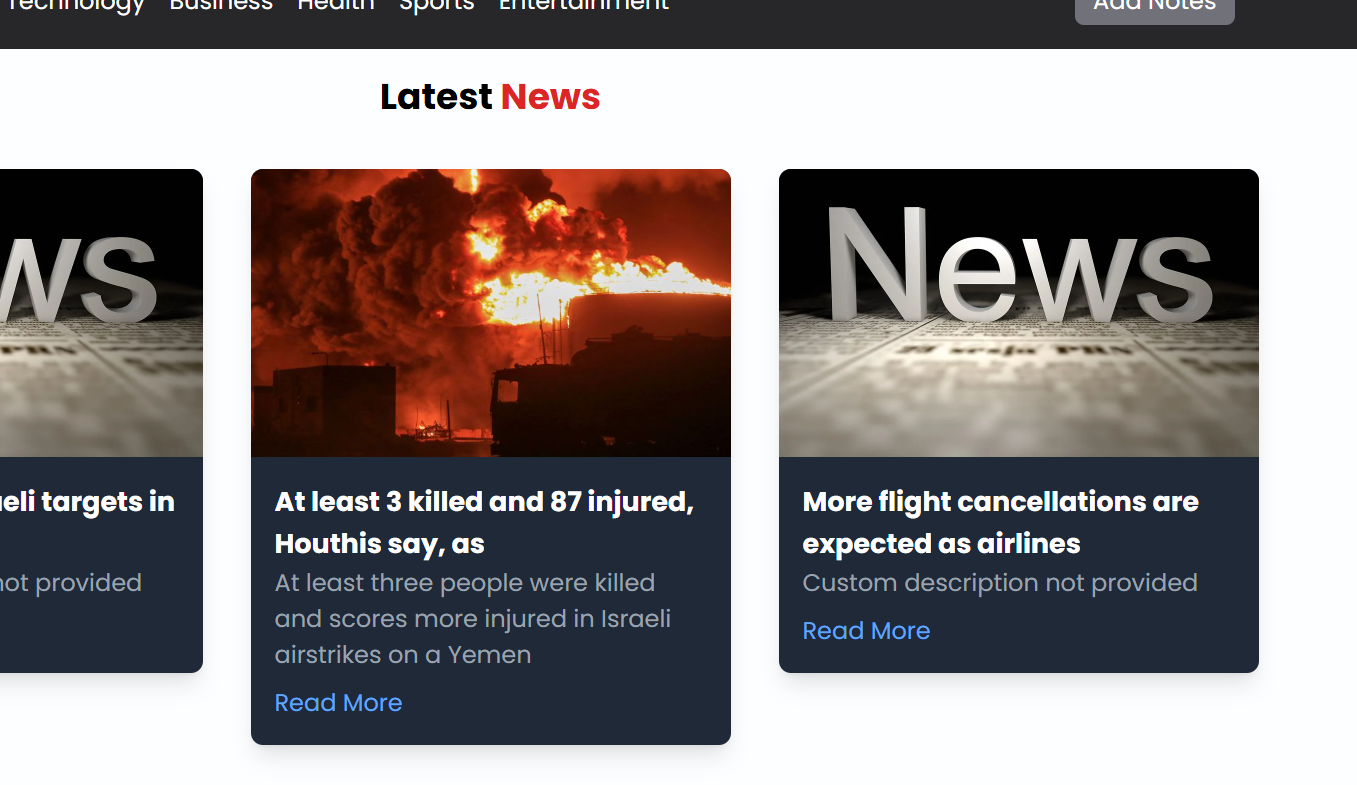 Technology Business Health Sports Entertainment Add Notes
Latest News
ws
News
eli targets in
not provided
At least 3 killed and 87 injured,
Houthis say, as
At least three people were killed
and scores more injured in Israeli
airstrikes on a Yemen
Read More
More flight cancellations are
expected as airlines
Custom description not provided
Read More